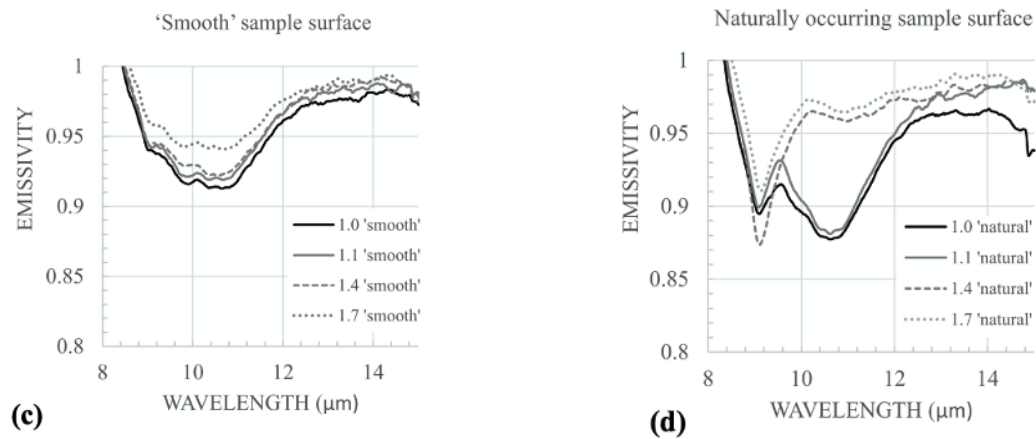 'Smooth' sample surface
1
0.95
0.9
0.85
0.8
EMISSIVITY
1.0 'smooth'
1.1 'smooth'
1.4 'smooth'
1.7 'smooth'
8 10 12 14
WAVELENGTH (μm)
(c)
Naturally occurring sample surface
1
0.95
0.9
0.85
0.8
EMISSIVITY
1.0 'natural'
1.1 'natural'
1.4 'natural'
1.7 'natural'
8 10 12 14
WAVELENGTH (μm)
(d)